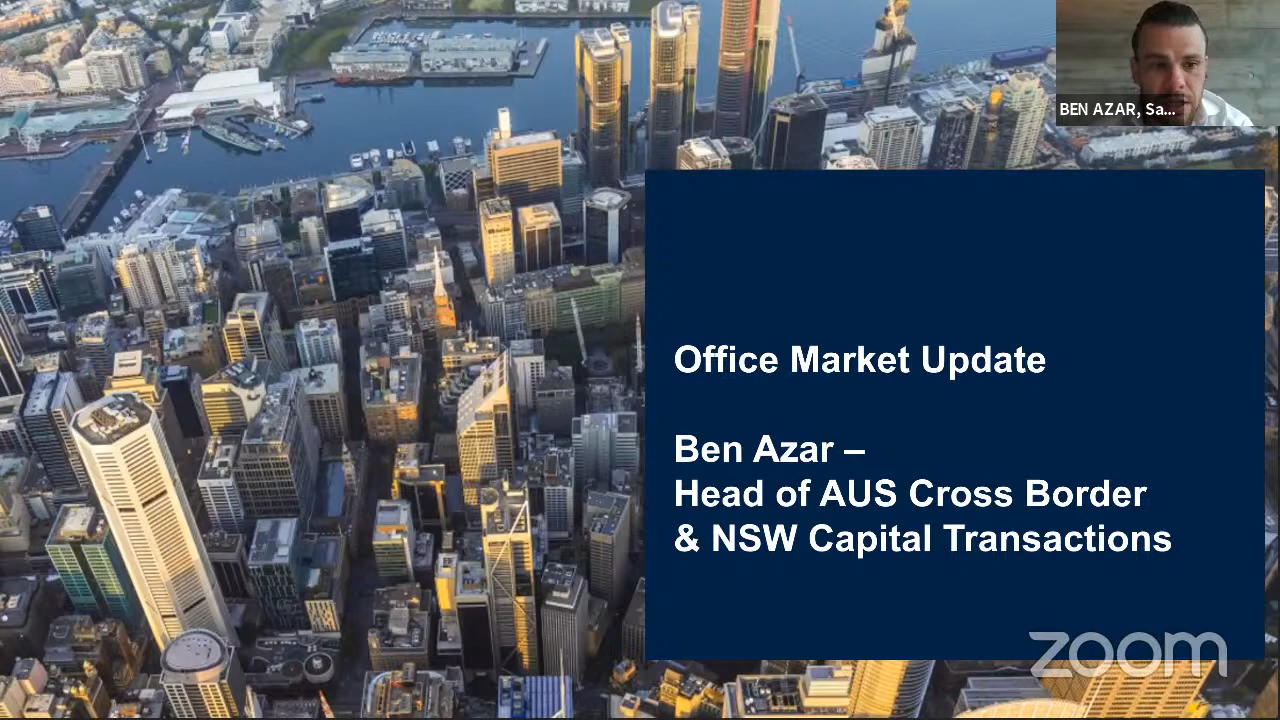 BEN AZAR, Sa...
Office Market Update
Ben Azar –
Head of AUS Cross Border
& NSW Capital Transactions
zoom